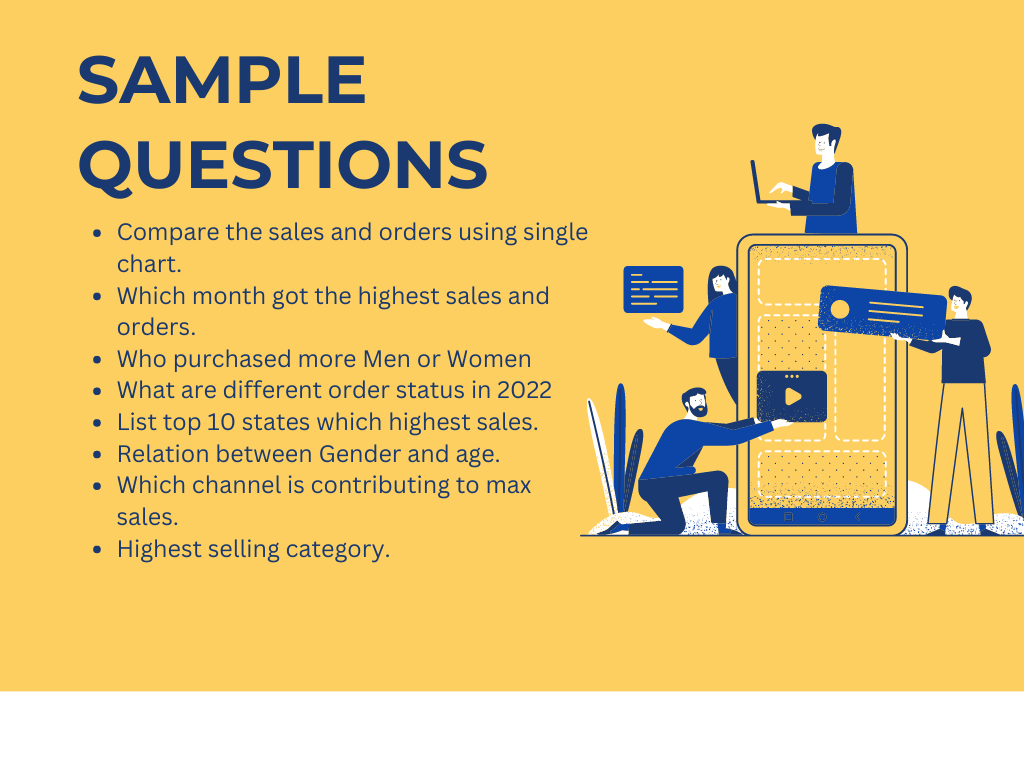 SAMPLE
QUESTIONS
• Compare the sales and orders using single
chart.
• Which month got the highest sales and
orders.
• Who purchased more Men or Women
• What are different order status in 2022
• List top 10 states which highest sales.
• Relation between Gender and age.
• Which channel is contributing to max
sales.
• Highest selling category.